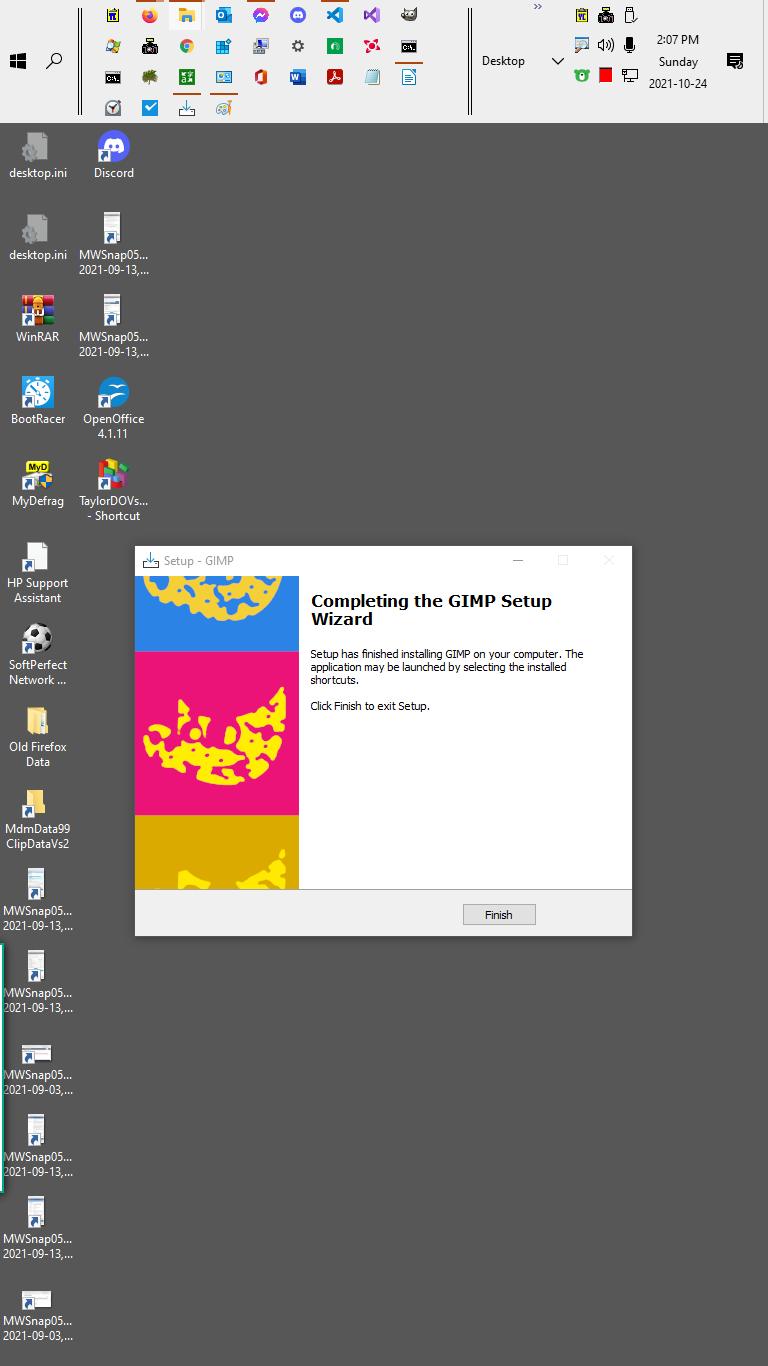 2:07 PM
Desktop
Sunday
2021-10-24
desktop.ini
Discord
desktop.ini
MWSnap05...
2021-09-13,...
WinRAR
MWSnap05...
2021-09-13,...
BootRacer
OpenOffice
4.1.11
MyD
MyDefrag
TaylorDOVs...
- Shortcut
Setup - GIMP
Completing the GIMP Setup
Wizard
Setup has finished installing GIMP on your computer. The
application may be launched by selecting the installed
shortcuts.
Click Finish to exit Setup.
Finish
HP Support
Assistant
SoftPerfect
Network ...
Old Firefox
Data
MdmData99
ClipDataVs2
MWSnap05...
2021-09-13,...
MWSnap05...
2021-09-13,...
MWSnap05...
2021-09-03,...
MWSnap05...
2021-09-13,...
MWSnap05...
2021-09-13,...
MWSnap05...
2021-09-03,...